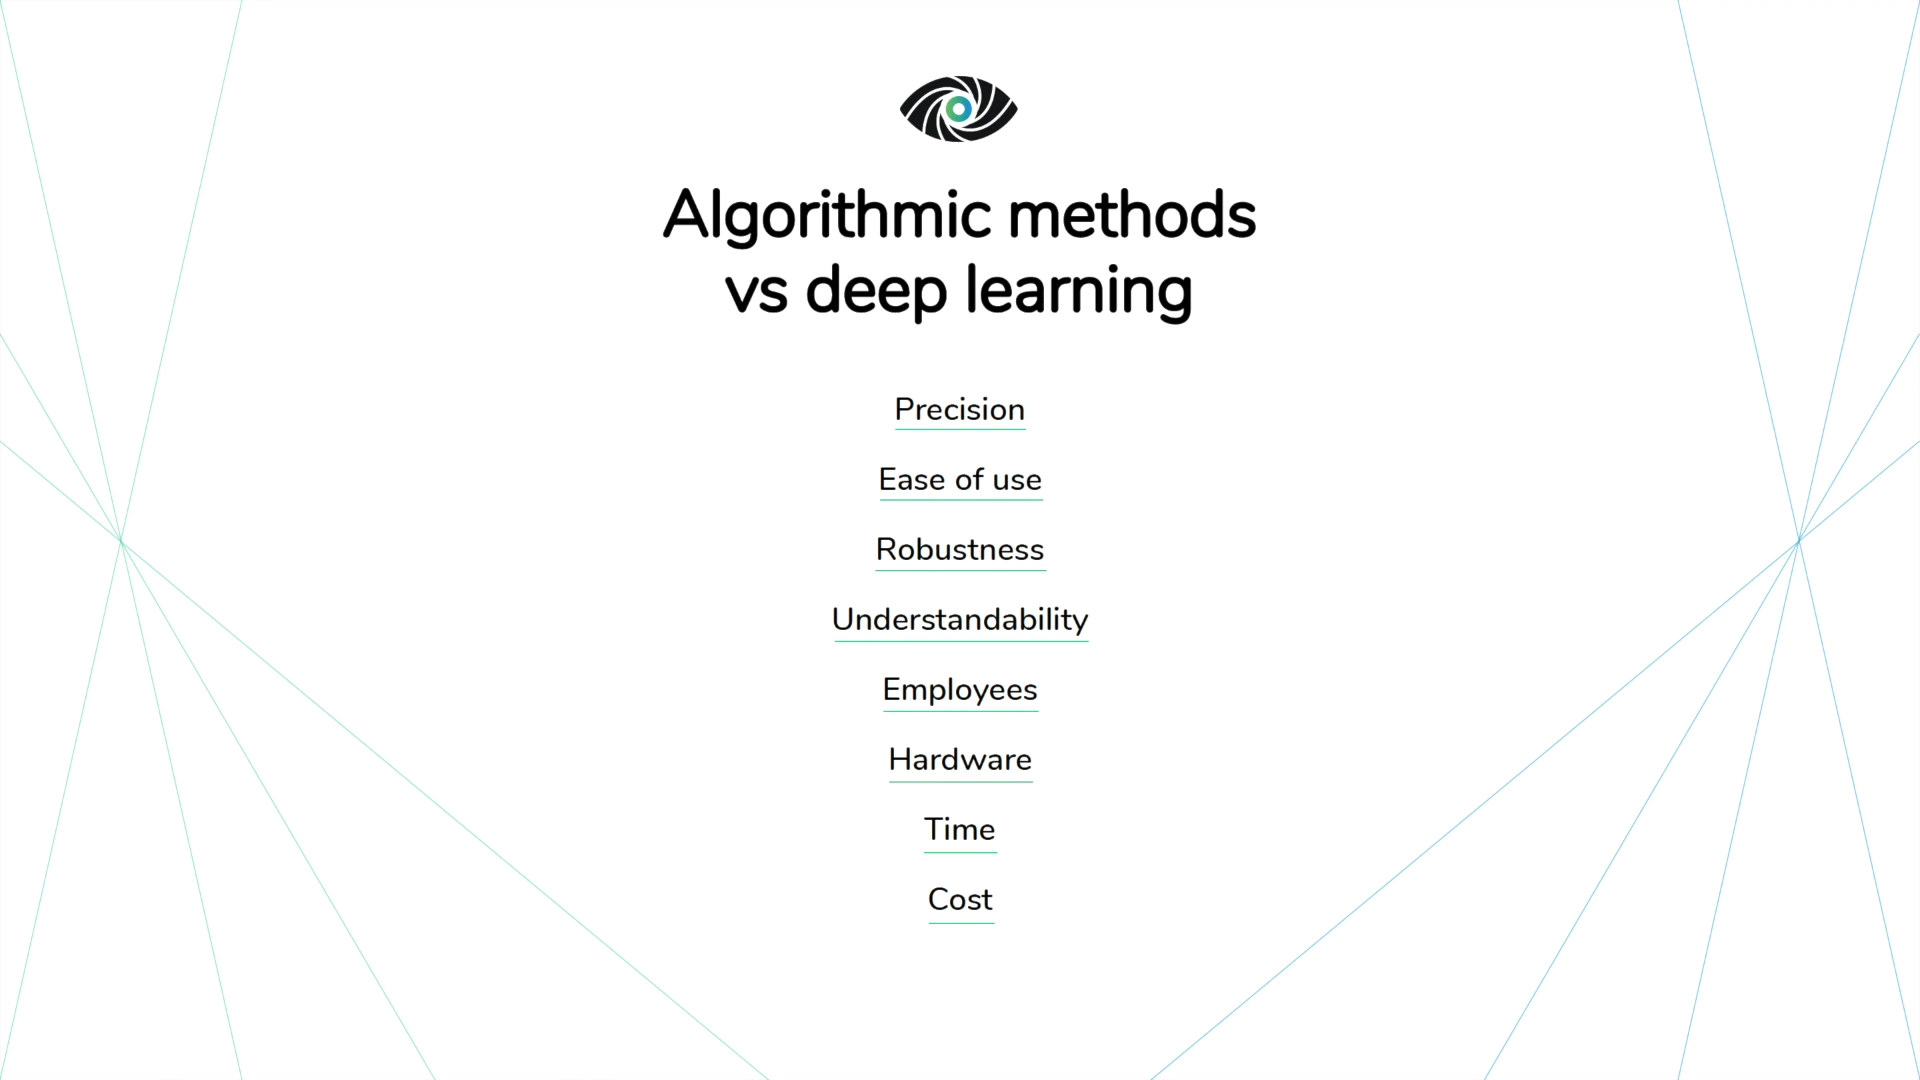 Algorithmic methods
vs deep learning
Precision
Ease of use
Robustness
Understandability
Employees
Hardware
Time
Cost